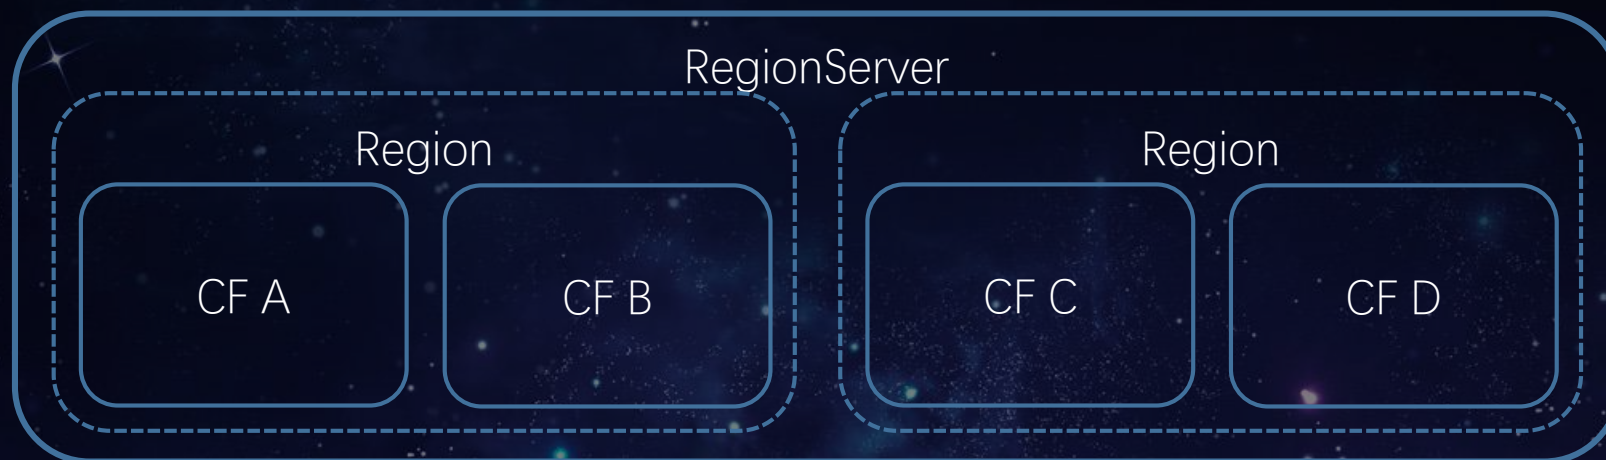 RegionServer
Region
Region
CF A
CF B
CF C
CF D